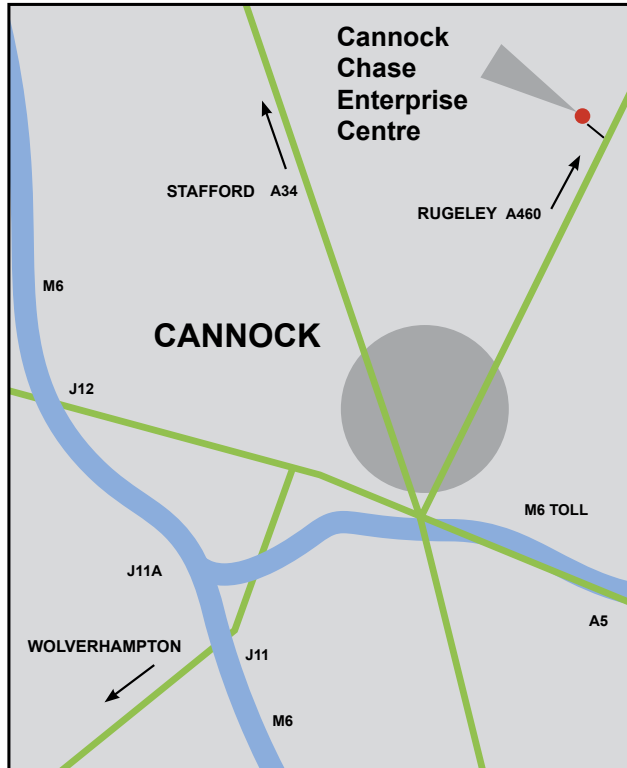 Cannock
Chase
Enterprise
Centre
STAFFORD A34
RUGELEY A460
M6
CANNOCK
J12
M6 TOLL
J11A
A5
WOLVERHAMPTON
J11
M6